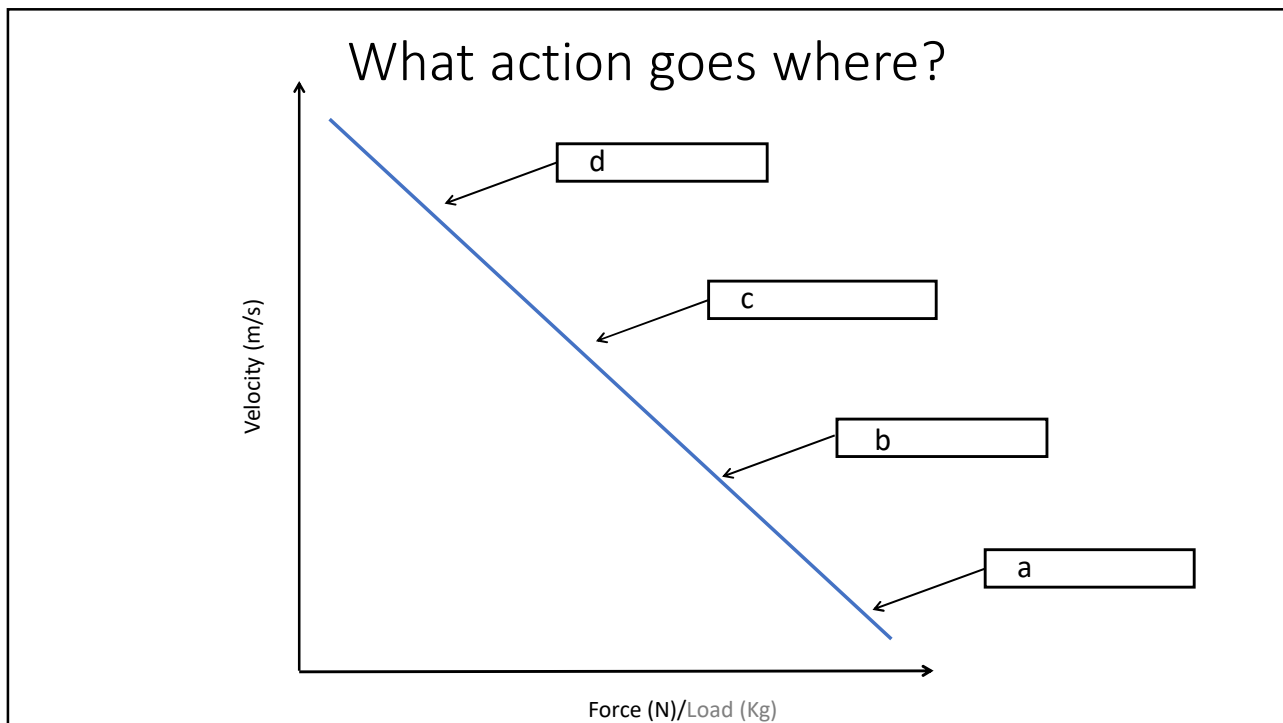 What action goes where?
d
c
Velocity (m/s)
b
a
Force (N)/Load (Kg)